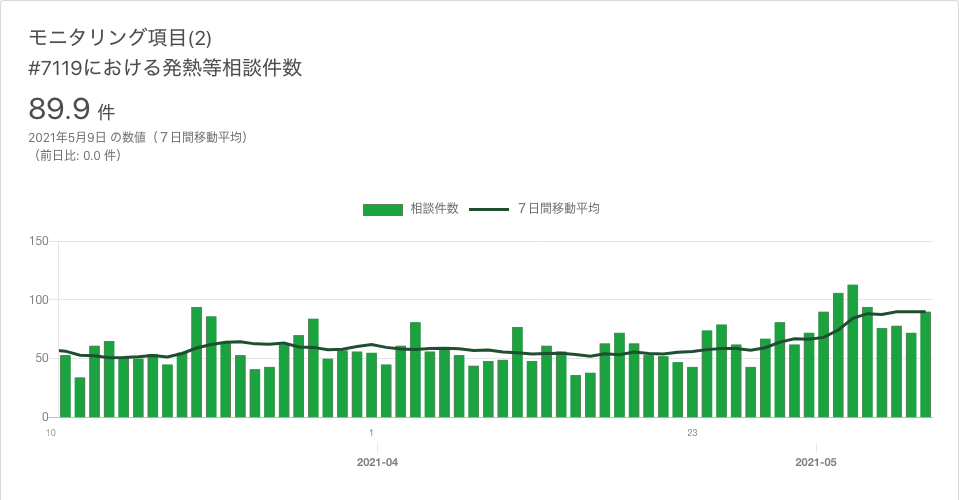 モニタリング項目(2)
#7119における発熱等相談件数
89.9 件
2021年5月9日 の数値（７日間移動平均）
（前日比: 0.0 件）
相談件数 ７日間移動平均
150
100
50
0
10 1 23
2021-04 2021-05